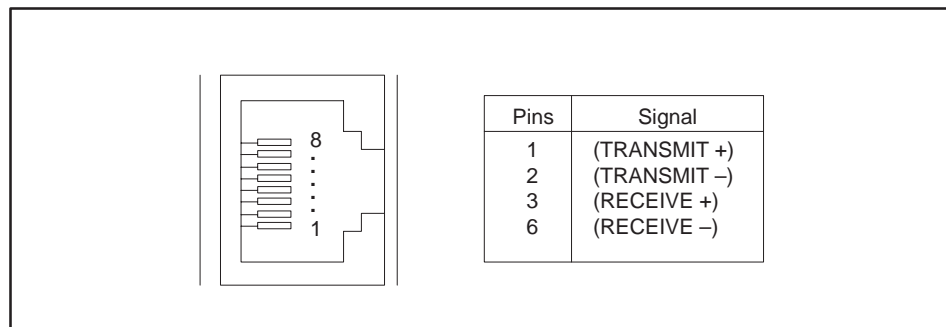 8
1
Pins Signal
1 (TRANSMIT +)
2 (TRANSMIT –)
3 (RECEIVE +)
6 (RECEIVE –)